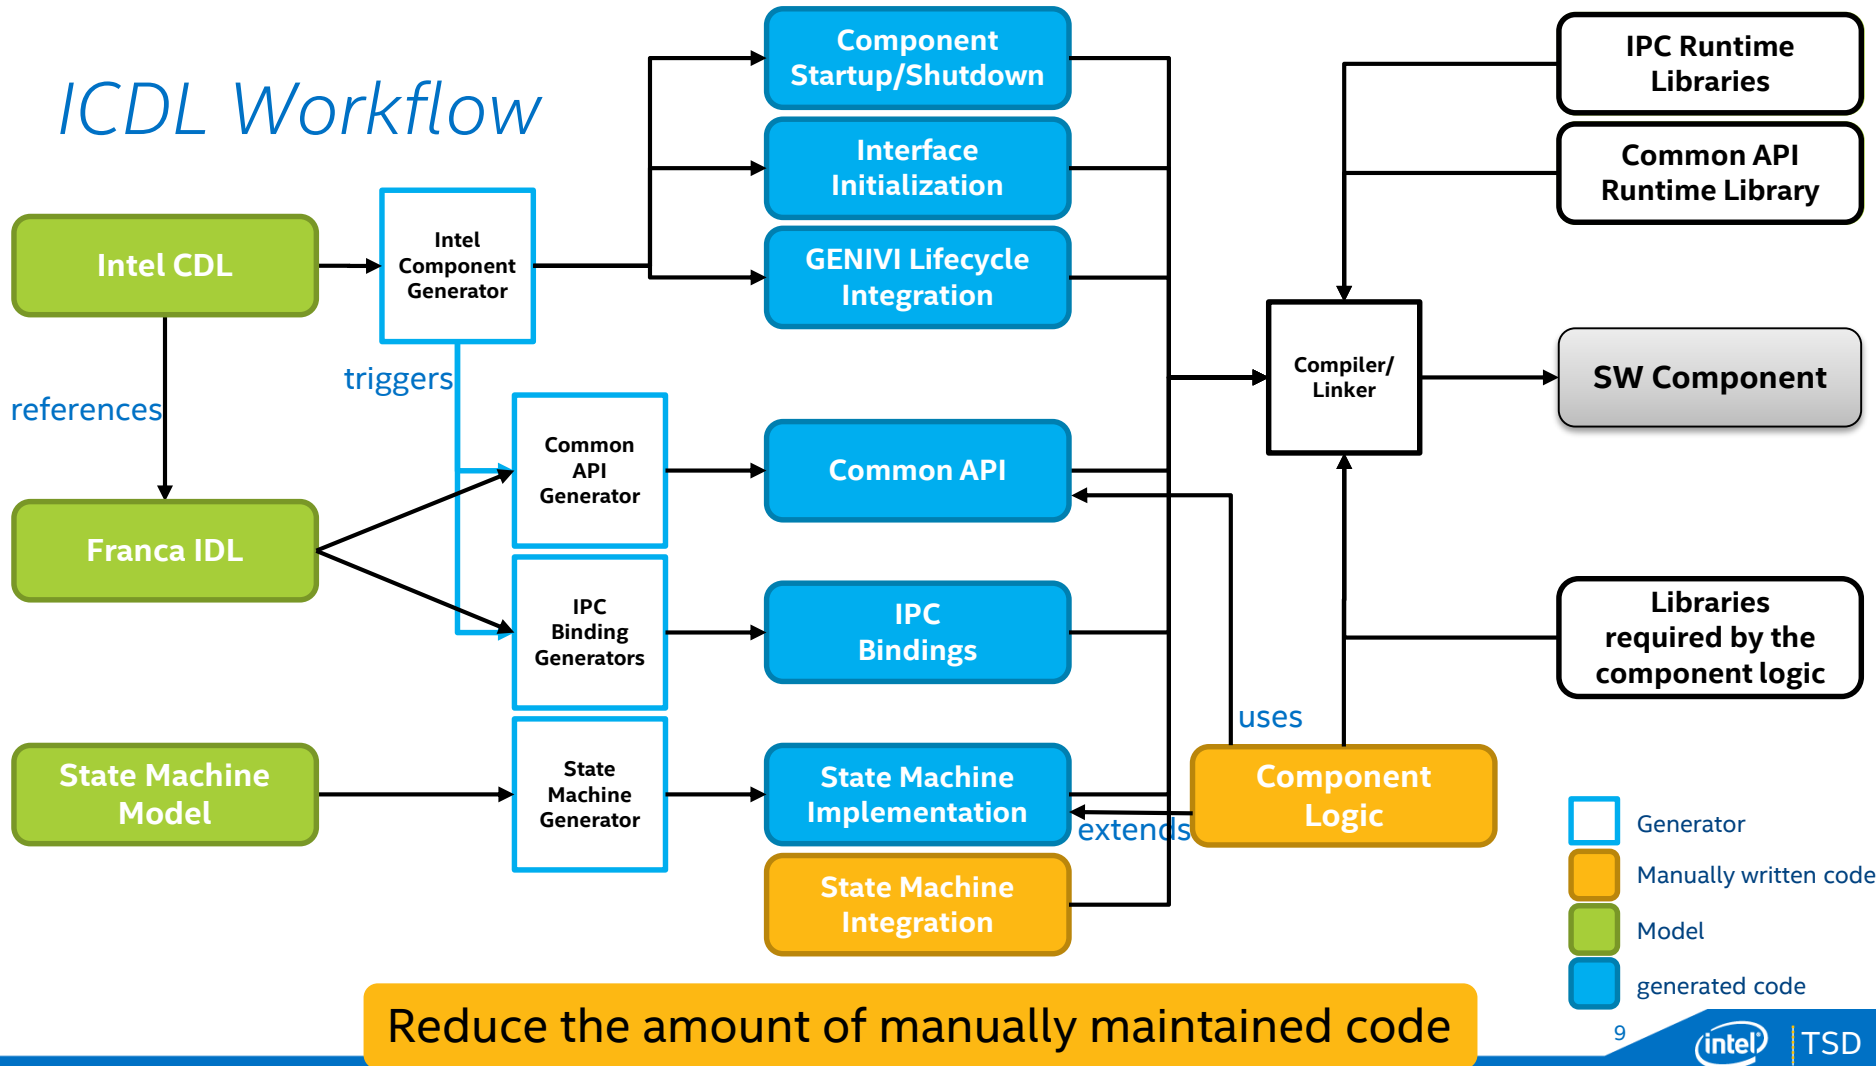 ICDL Workflow
Component
Startup/Shutdown
Interface
Initialization
GENIVI Lifecycle
Integration
IPC Runtime
Libraries
Common API
Runtime Library
Intel CDL
Intel
Component
Generator
triggers
references
Compiler/
Linker
SW Component
Common
API
Generator
Common API
Franca IDL
IPC
Binding
Generators
IPC
Bindings
Libraries
required by the
component logic
uses
State Machine
Model
State
Machine
Generator
State Machine
Implementation
extends
Component
Logic
State Machine
Integration
Generator
Manually written code
Model
generated code
Reduce the amount of manually maintained code
9
intel
TSD